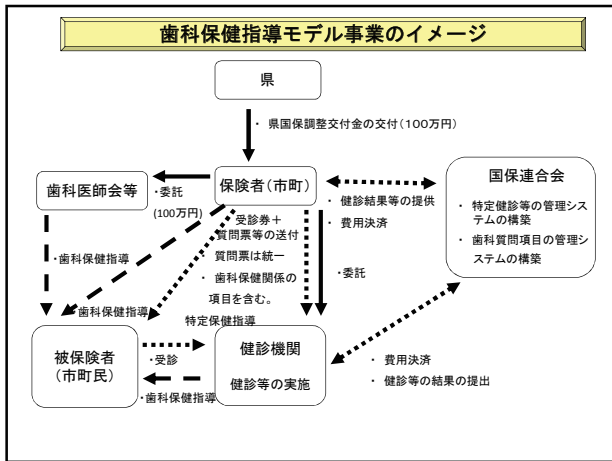 歯科保健指導モデル事業のイメージ
県
・ 県国保調整交付金の交付(100万円)
歯科医師会等
・委託
(100万円)
保険者(市町)
・ 健診結果等の提供
・ 費用決済
国保連合会
・ 特定健診等の管理シス
テムの構築
・ 歯科質問項目の管理シ
ステムの構築
受診券＋
質問票等の送付
・ 質問票は統一
・ 歯科保健関係の
項目を含む。
・委託
・歯科保健指導
歯科保健指導
特定保健指導
被保険者
(市町民)
・受診
・歯科保健指導
健診機関
健診等の実施
・ 費用決済
・ 健診等の結果の提出